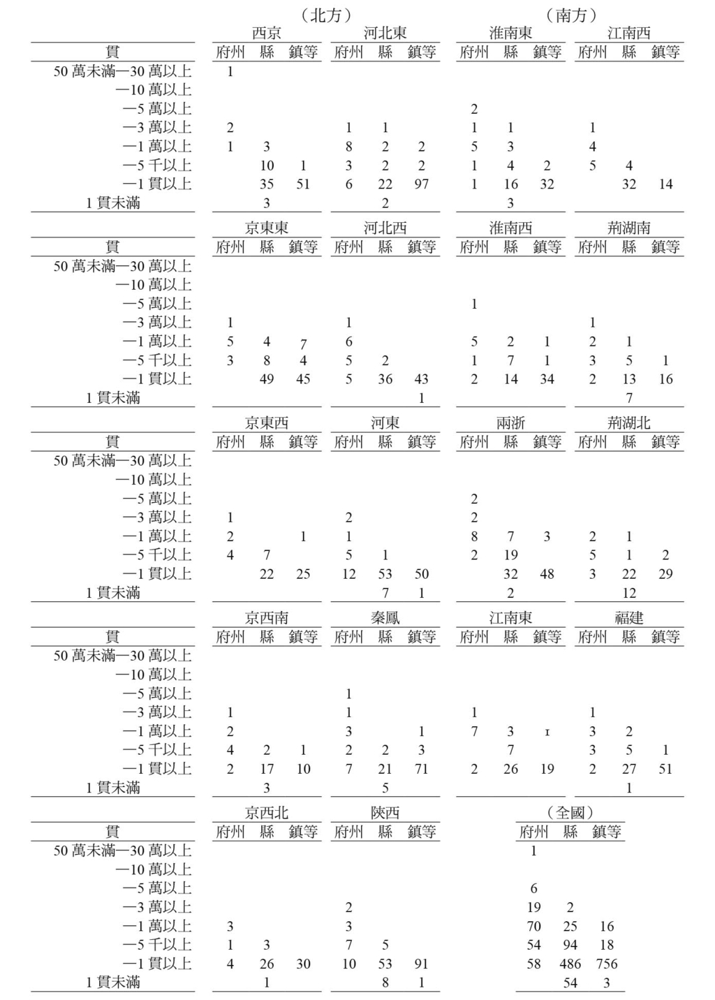 （北方） （南方）
西京 河北東 淮南東 江南西
貫 府州 縣 鎮等 府州 縣 鎮等 府州 縣 鎮等 府州 縣 鎮等
50 萬未滿—30 萬以上 1
—10 萬以上
—5 萬以上 2
—3 萬以上 2 1 1 1 1 1
—1 萬以上 1 3 8 2 2 5 3 4
—5 千以上 10 1 3 2 2 1 4 2 5 4
—1 貫以上 35 51 6 22 97 1 16 32 32 14
1 貫未滿 3 2 3
京東東 河北西 淮南西 荊湖南
貫 府州 縣 鎮等 府州 縣 鎮等 府州 縣 鎮等 府州 縣 鎮等
50 萬未滿—30 萬以上
—10 萬以上
—5 萬以上 1
—3 萬以上 1 1 1
—1 萬以上 5 4 7 6 5 2 1 2 1
—5 千以上 3 8 4 5 2 1 7 1 3 5 1
—1 貫以上 49 45 5 36 43 2 14 34 2 13 16
1 貫未滿 1 7
京東西 河東 兩浙 荊湖北
貫 府州 縣 鎮等 府州 縣 鎮等 府州 縣 鎮等 府州 縣 鎮等
50 萬未滿—30 萬以上
—10 萬以上
—5 萬以上 2
—3 萬以上 1 2 2
—1 萬以上 2 1 1 8 7 3 2 1
—5 千以上 4 7 5 1 2 19 5 1 2
—1 貫以上 22 25 12 53 50 32 48 3 22 29
1 貫未滿 7 1 2 12
京西南 秦鳳 江南東 福建
貫 府州 縣 鎮等 府州 縣 鎮等 府州 縣 鎮等 府州 縣 鎮等
50 萬未滿—30 萬以上
—10 萬以上
—5 萬以上 1
—3 萬以上 1 1 1 1
—1 萬以上 2 3 1 7 3 1 3 2
—5 千以上 4 2 1 2 2 3 7 3 5 1
—1 貫以上 2 17 10 7 21 71 2 26 19 2 27 51
1 貫未滿 3 5 1
京西北 陝西 （全國）
貫 府州 縣 鎮等 府州 縣 鎮等 府州 縣 鎮等
50 萬未滿—30 萬以上 1
—10 萬以上
—5 萬以上 6
—3 萬以上 2 19 2
—1 萬以上 3 3 70 25 16
—5 千以上 1 3 7 5 54 94 18
—1 貫以上 4 26 30 10 53 91 58 486 756
1 貫未滿 1 8 1 54 3